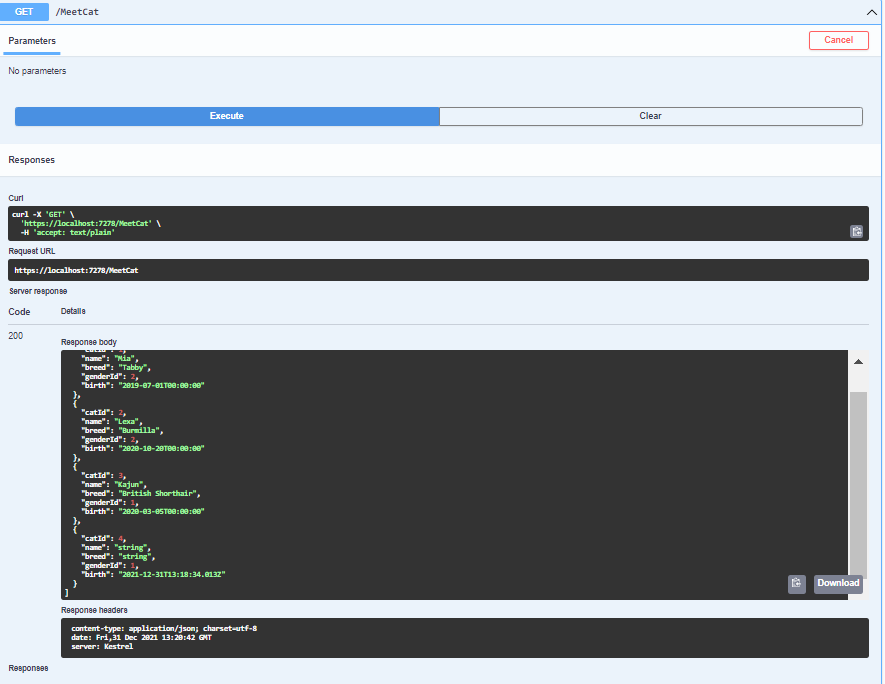 GET /MeetCat
Parameters
Cancel
No parameters
Execute
Clear
Responses
Curl
curl -X 'GET' \
'https://localhost:7278/MeetCat' \
-H 'accept: text/plain'
Request URL
https://localhost:7278/MeetCat
Server response
Code Details
200
Response body
"name": "Mia",
"breed": "Tabby",
"genderId": 2,
"birth": "2019-07-01T00:00:00"
},
{
"catId": 2,
"name": "Lexa",
"breed": "Burmilla",
"genderId": 2,
"birth": "2020-10-20T00:00:00"
},
{
"catId": 3,
"name": "Kajun",
"breed": "British Shorthair",
"genderId": 1,
"birth": "2020-03-05T00:00:00"
},
{
"catId": 4,
"name": "string",
"breed": "string",
"genderId": 1,
"birth": "2021-12-31T13:18:34.013Z"
}
]
Download
Response headers
content-type: application/json; charset=utf-8
date: Fri,31 Dec 2021 13:20:42 GMT
server: Kestrel
Responses